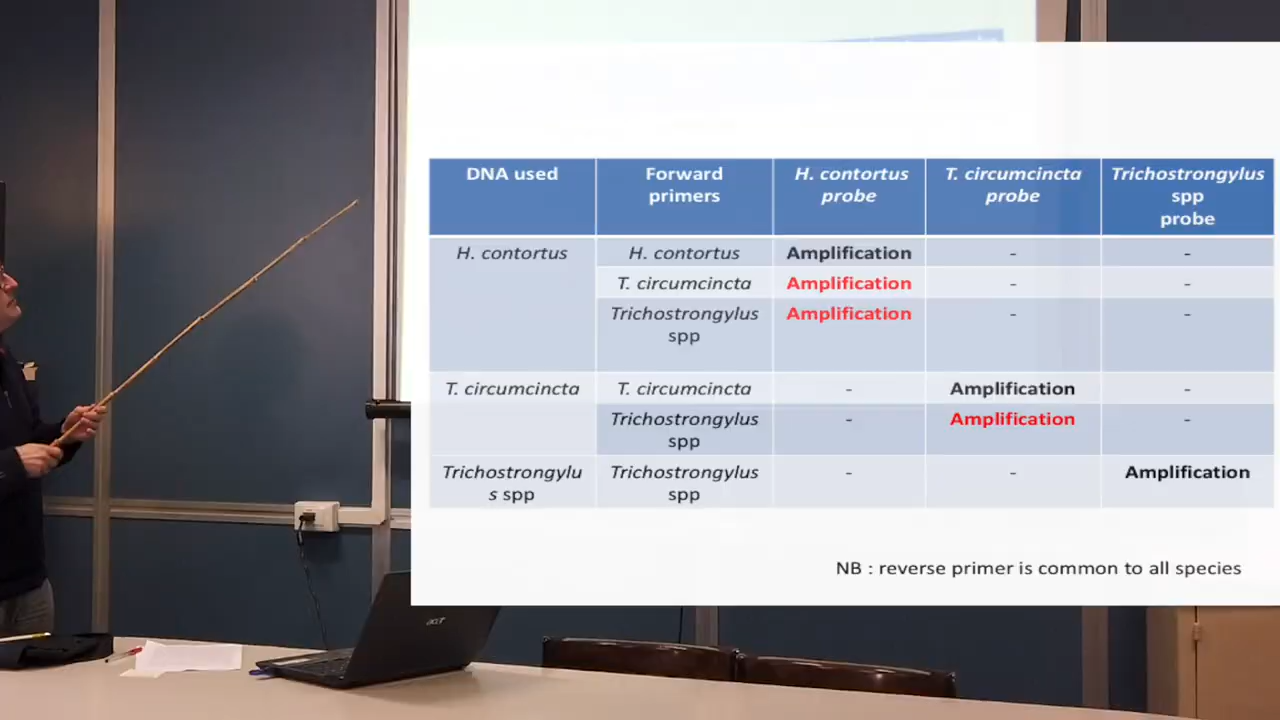 DNA used
Forward primers
H. contortus probe
T. circumcincta probe
Trichostrongylus spp probe
H. contortus
H. contortus
Amplification
-
-
T. circumcincta
Amplification
-
-
Trichostrongylus spp
Amplification
-
-
T. circumcincta
T. circumcincta
-
Amplification
-
Trichostrongylus spp
-
Amplification
-
Trichostrongylu
s spp
Trichostrongylus spp
-
-
Amplification
NB : reverse primer is common to all species
acer